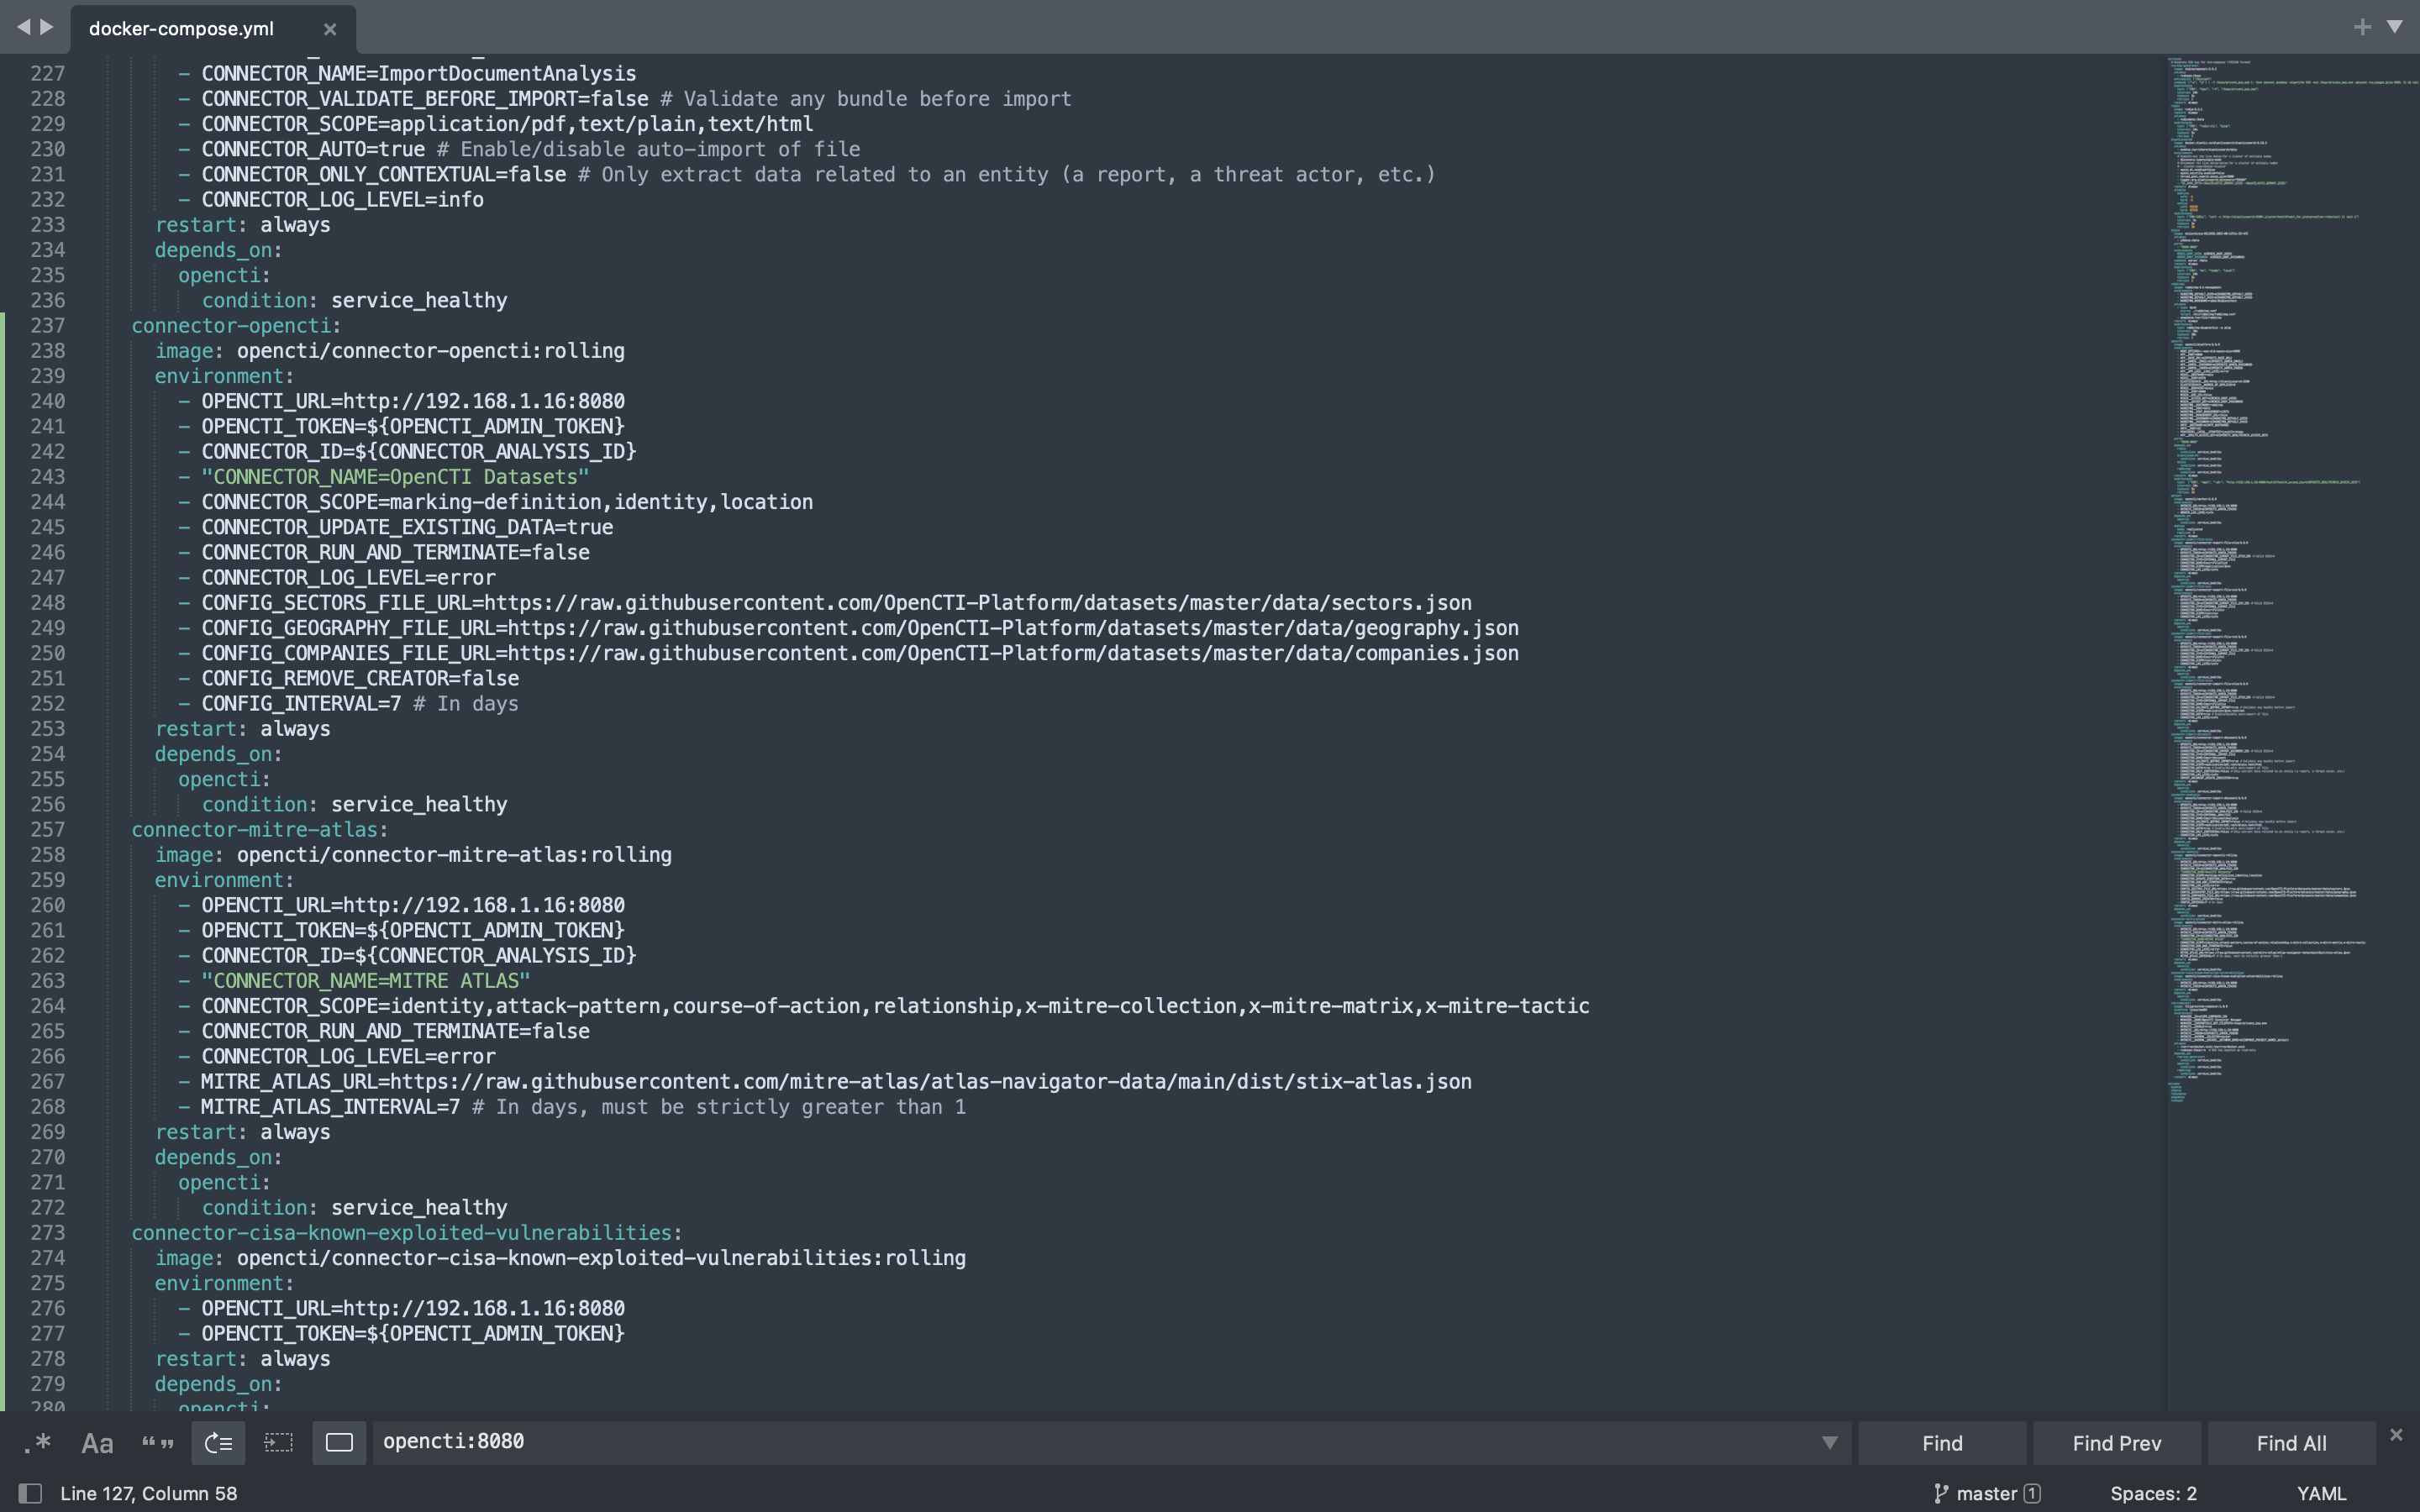 docker-compose.yml
227 - CONNECTOR_NAME=ImportDocumentAnalysis
228 - CONNECTOR_VALIDATE_BEFORE_IMPORT=false # Validate any bundle before import
229 - CONNECTOR_SCOPE=application/pdf,text/plain,text/html
230 - CONNECTOR_AUTO=true # Enable/disable auto-import of file
231 - CONNECTOR_ONLY_CONTEXTUAL=false # Only extract data related to an entity (a report, a threat actor, etc.)
232 - CONNECTOR_LOG_LEVEL=info
233 restart: always
234 depends_on:
235 opencti:
236 condition: service_healthy
237 connector-opencti:
238 image: opencti/connector-opencti:rolling
239 environment:
240 - OPENCTI_URL=http://192.168.1.16:8080
241 - OPENCTI_TOKEN=${OPENCTI_ADMIN_TOKEN}
242 - CONNECTOR_ID=${CONNECTOR_ANALYSIS_ID}
243 - "CONNECTOR_NAME=OpenCTI Datasets"
244 - CONNECTOR_SCOPE=marking-definition,identity,location
245 - CONNECTOR_UPDATE_EXISTING_DATA=true
246 - CONNECTOR_RUN_AND_TERMINATE=false
247 - CONNECTOR_LOG_LEVEL=error
248 - CONFIG_SECTORS_FILE_URL=https://raw.githubusercontent.com/OpenCTI-Platform/datasets/master/data/sectors.json
249 - CONFIG_GEOGRAPHY_FILE_URL=https://raw.githubusercontent.com/OpenCTI-Platform/datasets/master/data/geography.json
250 - CONFIG_COMPANIES_FILE_URL=https://raw.githubusercontent.com/OpenCTI-Platform/datasets/master/data/companies.json
251 - CONFIG_REMOVE_CREATOR=false
252 - CONFIG_INTERVAL=7 # In days
253 restart: always
254 depends_on:
255 opencti:
256 condition: service_healthy
257 connector-mitre-atlas:
258 image: opencti/connector-mitre-atlas:rolling
259 environment:
260 - OPENCTI_URL=http://192.168.1.16:8080
261 - OPENCTI_TOKEN=${OPENCTI_ADMIN_TOKEN}
262 - CONNECTOR_ID=${CONNECTOR_ANALYSIS_ID}
263 - "CONNECTOR_NAME=MITRE ATLAS"
264 - CONNECTOR_SCOPE=identity,attack-pattern,course-of-action,relationship,x-mitre-collection,x-mitre-matrix,x-mitre-tactic
265 - CONNECTOR_RUN_AND_TERMINATE=false
266 - CONNECTOR_LOG_LEVEL=error
267 - MITRE_ATLAS_URL=https://raw.githubusercontent.com/mitre-atlas/atlas-navigator-data/main/dist/stix-atlas.json
268 - MITRE_ATLAS_INTERVAL=7 # In days, must be strictly greater than 1
269 restart: always
270 depends_on:
271 opencti:
272 condition: service_healthy
273 connector-cisa-known-exploited-vulnerabilities:
274 image: opencti/connector-cisa-known-exploited-vulnerabilities:rolling
275 environment:
276 - OPENCTI_URL=http://192.168.1.16:8080
277 - OPENCTI_TOKEN=${OPENCTI_ADMIN_TOKEN}
278 restart: always
279 depends_on:
280 opencti:
.* Aa “” opencti:8080 Find Find Prev Find All
Line 127, Column 58 master 1 Spaces: 2 YAML